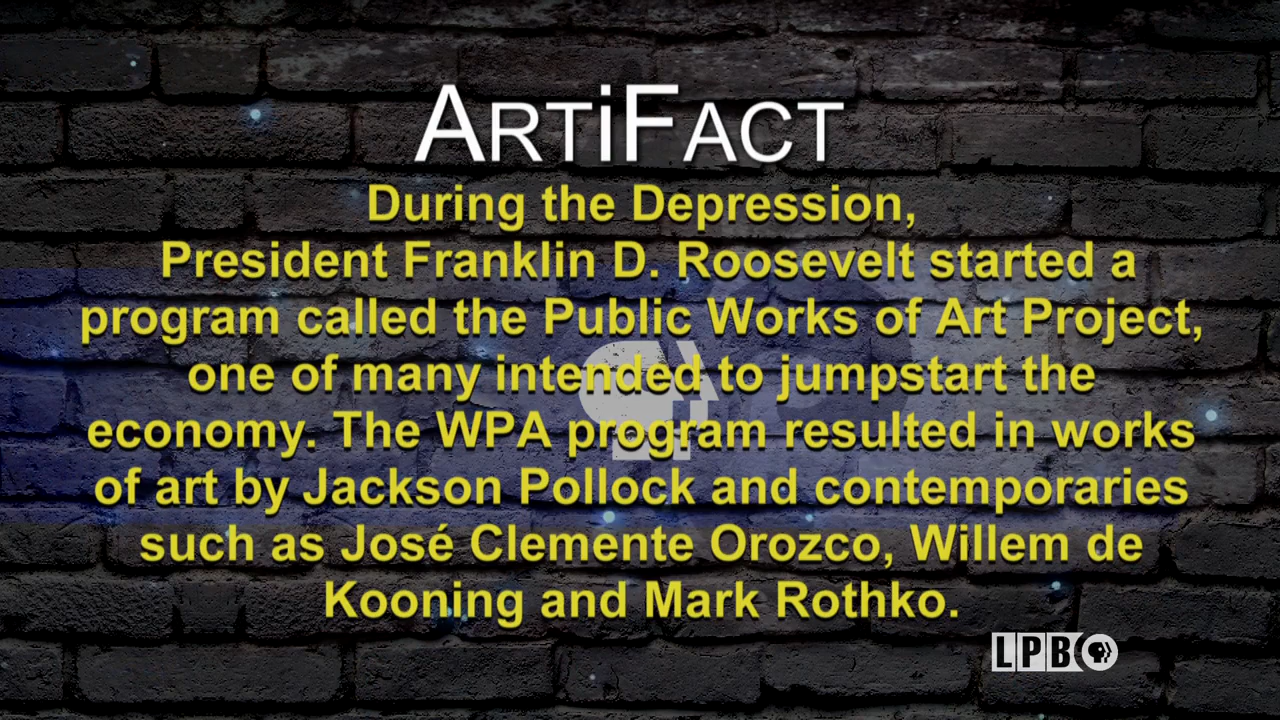 ARTiFACT
During the Depression,
President Franklin D. Roosevelt started a
program called the Public Works of Art Project,
one of many intended to jumpstart the
economy. The WPA program resulted in works
of art by Jackson Pollock and contemporaries
such as José Clemente Orozco, Willem de
Kooning and Mark Rothko.
LPB